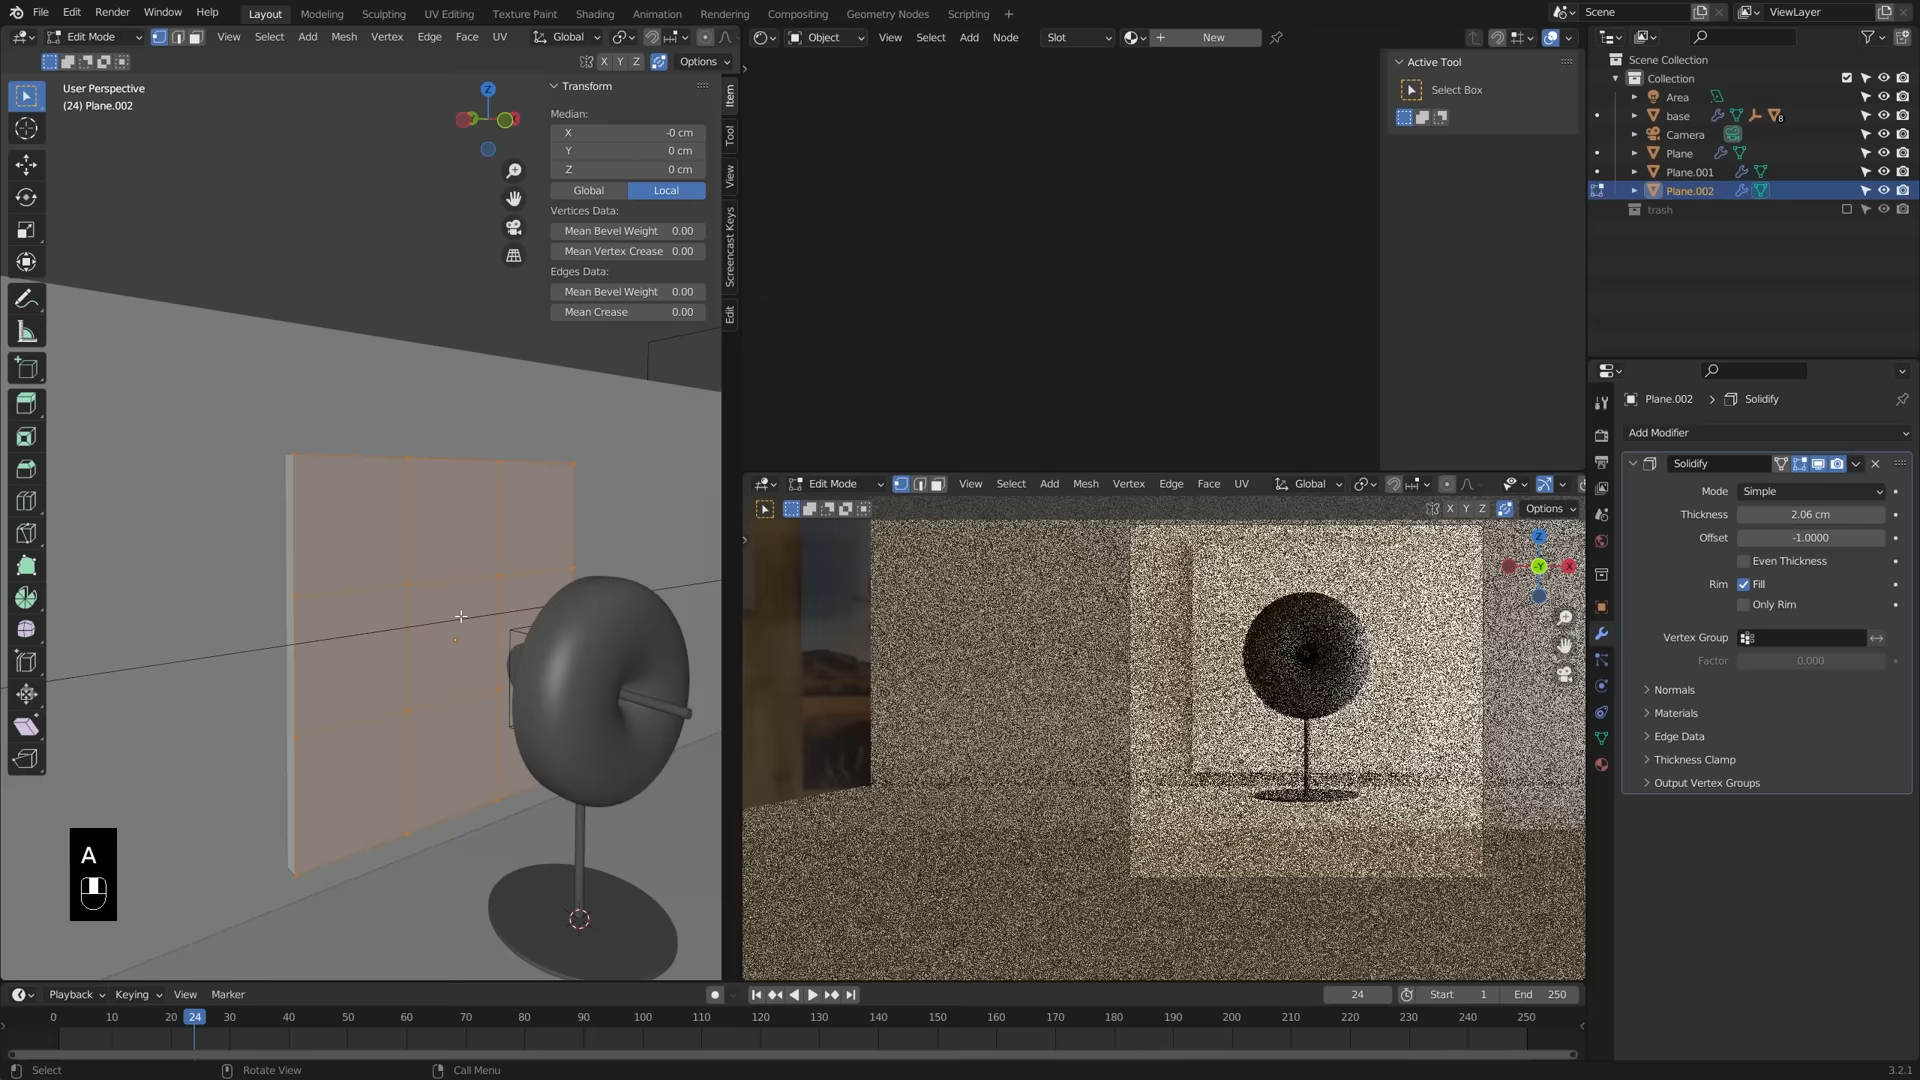 File Edit Render Window Help Layout Modeling Sculpting UV Editing Texture Paint Shading Animation Rendering Compositing Geometry Nodes Scripting + Scene ViewLayer
Edit Mode View Select Add Mesh Vertex Edge Face UV Global
X Y Z Options
User Perspective
(24) Plane.002
Z
Transform
Median:
X -0 cm
Y 0 cm
Z 0 cm
Global Local
Vertices Data:
Mean Bevel Weight 0.00
Mean Vertex Crease 0.00
Edges Data:
Mean Bevel Weight 0.00
Mean Crease 0.00
Item
Tool
View
Screencast Keys
Edit
A
Object View Select Add Node Slot New
Active Tool
Select Box
Edit Mode View Select Add Mesh Vertex Edge Face UV Global
X Y Z Options
Z
-Y X
Scene Collection
Collection
Area
base 8
Camera
Plane
Plane.001
Plane.002
trash
Plane.002 > Solidify
Add Modifier
Solidify
Mode Simple
Thickness 2.06 cm
Offset -1.0000
Even Thickness
Rim Fill
Only Rim
Vertex Group
Factor 0.000
Normals
Materials
Edge Data
Thickness Clamp
Output Vertex Groups
Playback Keying View Marker 24 Start 1 End 250
0 10 20 24 30 40 50 60 70 80 90 100 110 120 130 140 150 160 170 180 190 200 210 220 230 240 250
Select Rotate View Call Menu 3.2.1